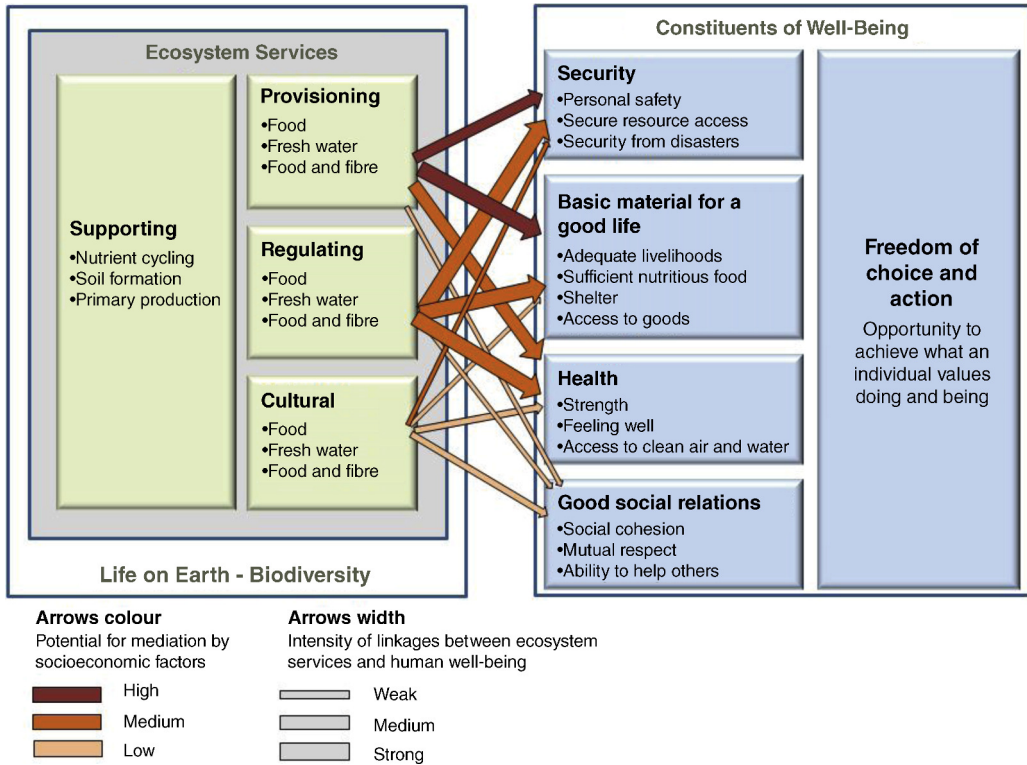 Ecosystem Services
Supporting
•Nutrient cycling
•Soil formation
•Primary production
Provisioning
•Food
•Fresh water
•Food and fibre
Regulating
•Food
•Fresh water
•Food and fibre
Cultural
•Food
•Fresh water
•Food and fibre
Life on Earth - Biodiversity
Constituents of Well-Being
Security
•Personal safety
•Secure resource access
•Security from disasters
Basic material for a
good life
•Adequate livelihoods
•Sufficient nutritious food
•Shelter
•Access to goods
Health
•Strength
•Feeling well
•Access to clean air and water
Good social relations
•Social cohesion
•Mutual respect
•Ability to help others
Freedom of
choice and
action
Opportunity to
achieve what an
individual values
doing and being
Arrows colour
Potential for mediation by
socioeconomic factors
High
Medium
Low
Arrows width
Intensity of linkages between ecosystem
services and human well-being
Weak
Medium
Strong